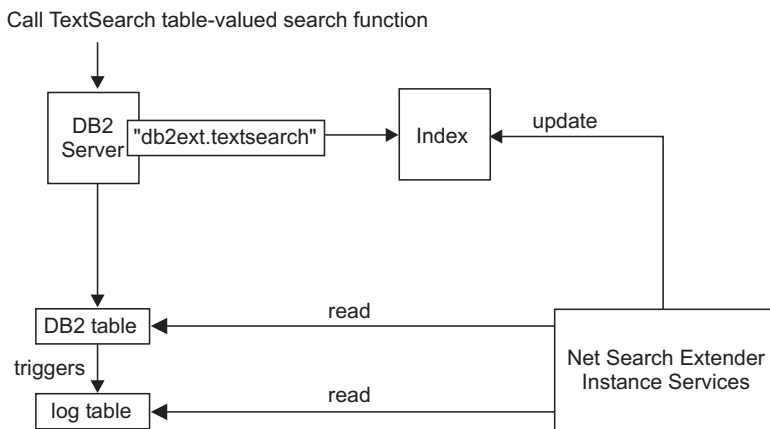 Call TextSearch table-valued search function
DB2
Server
"db2ext.textsearch"
Index
update
DB2 table
read
triggers
log table
read
Net Search Extender
Instance Services